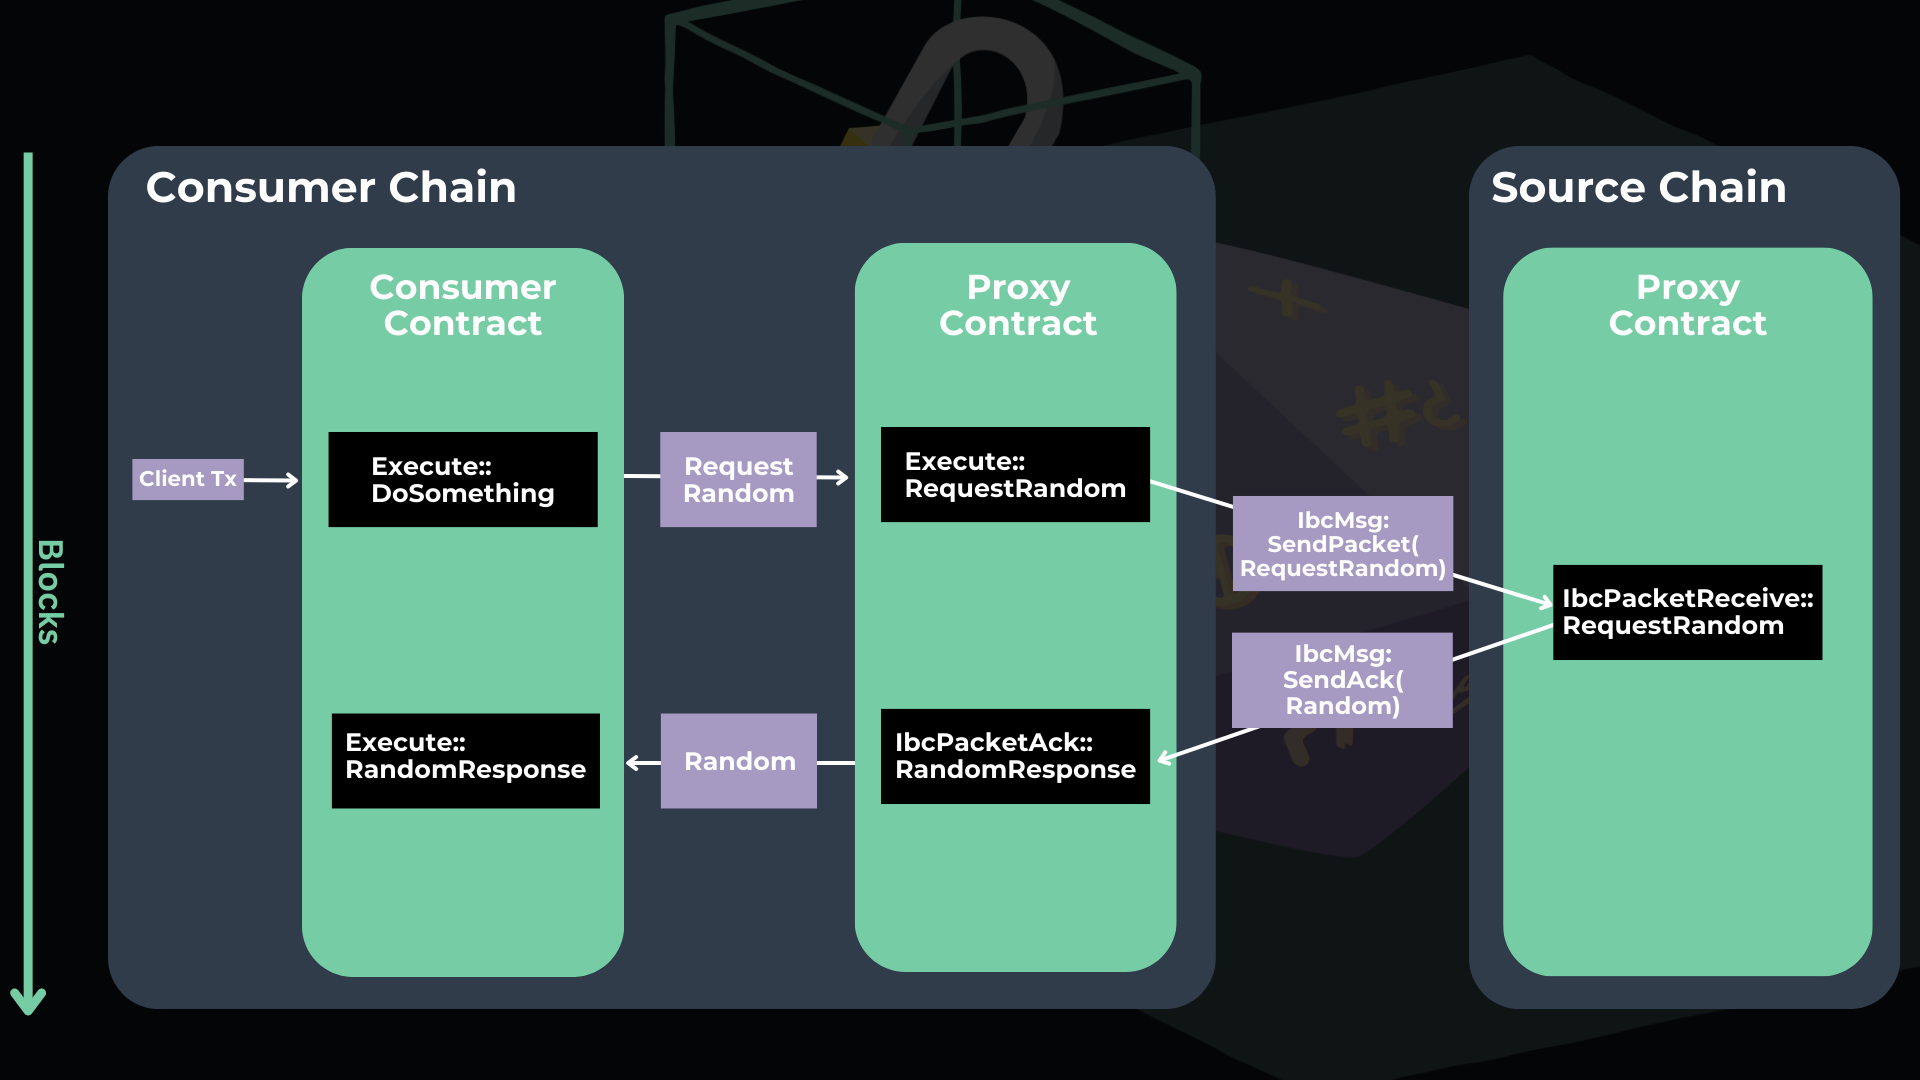 Consumer Chain
Source Chain
Consumer
Contract
Proxy
Contract
Proxy
Contract
Client Tx
Execute::
DoSomething
Request
Random
Execute::
RequestRandom
IbcMsg:
SendPacket(
RequestRandom)
IbcPacketReceive::
RequestRandom
IbcMsg:
SendAck(
Random)
IbcPacketAck::
RandomResponse
Random
Execute::
RandomResponse
Blocks